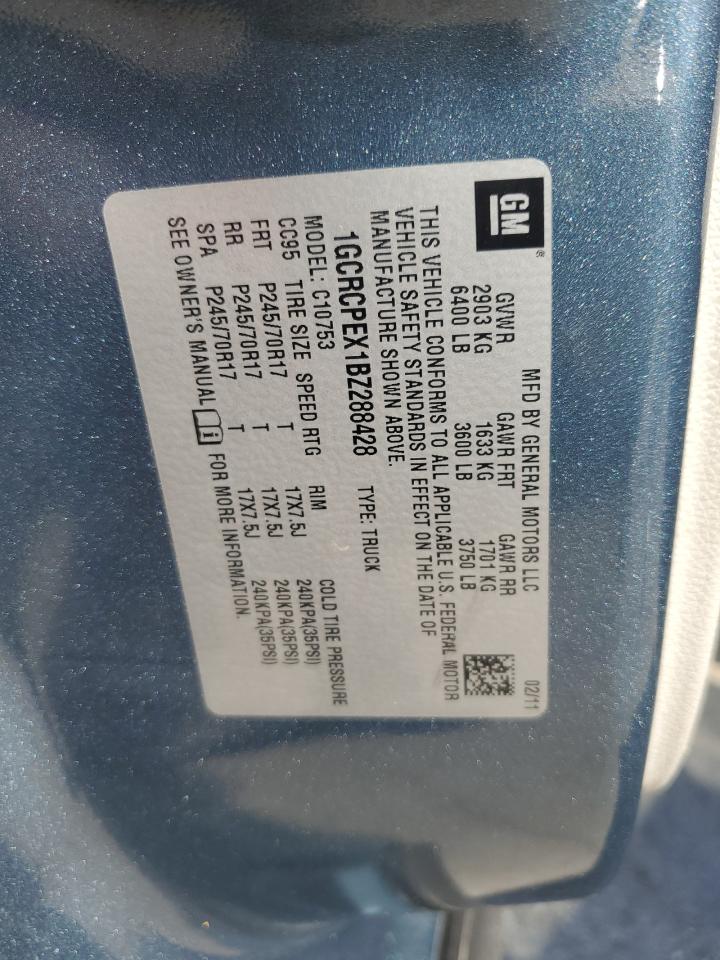 GM ®
MFD BY GENERAL MOTORS LLC 02/11
GVWR GAWR FRT GAWR RR
2903 KG 1633 KG 1701 KG
6400 LB 3600 LB 3750 LB
THIS VEHICLE CONFORMS TO ALL APPLICABLE U.S. FEDERAL MOTOR
VEHICLE SAFETY STANDARDS IN EFFECT ON THE DATE OF
MANUFACTURE SHOWN ABOVE.
1GCRCPEX1BZ288428 TYPE: TRUCK
MODEL: C10753
CC95 TIRE SIZE SPEED RTG RIM COLD TIRE PRESSURE
FRT P245/70R17 T 17X7.5J 240KPA(35PSI)
RR P245/70R17 T 17X7.5J 240KPA(35PSI)
SPA P245/70R17 T 17X7.5J 240KPA(35PSI)
SEE OWNER'S MANUAL FOR MORE INFORMATION.